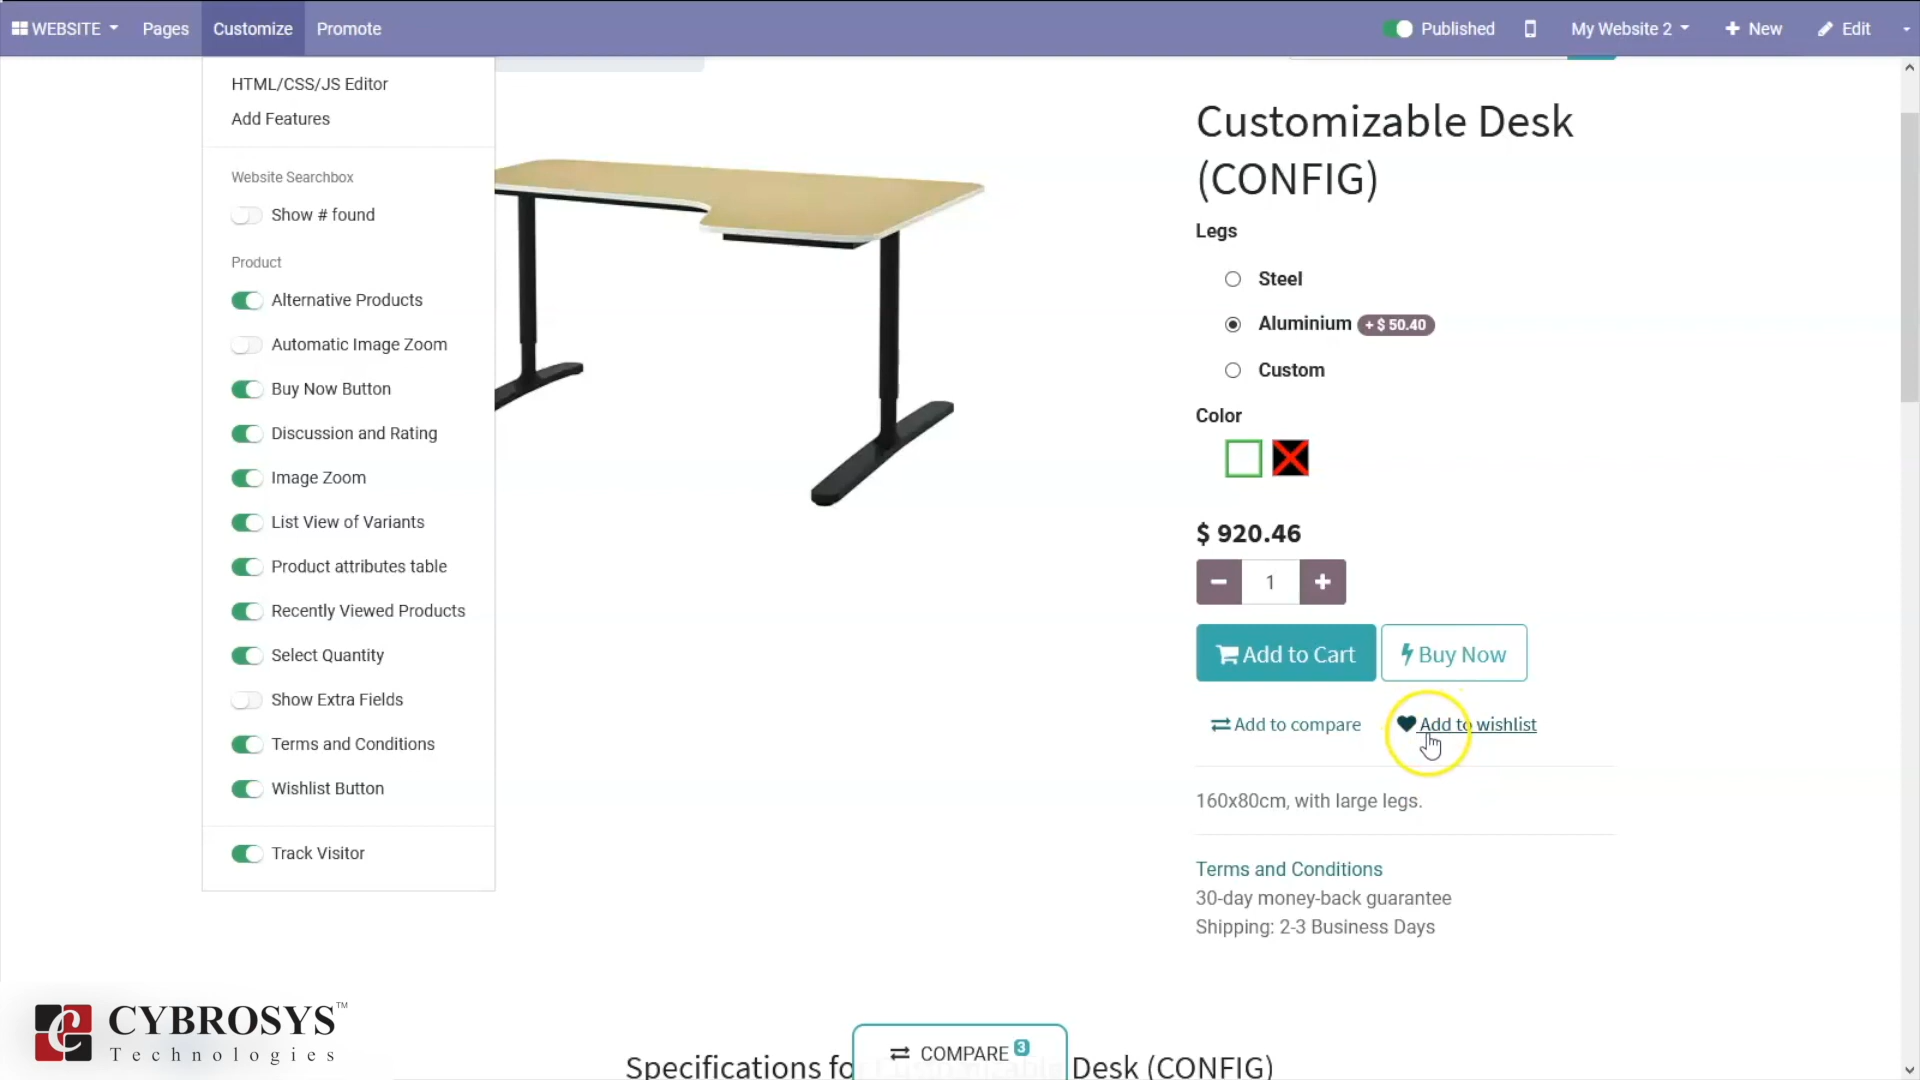 WEBSITE Pages Customize Promote Published My Website 2 + New Edit
HTML/CSS/JS Editor
Add Features
Website Searchbox
Show # found
Product
Alternative Products
Automatic Image Zoom
Buy Now Button
Discussion and Rating
Image Zoom
List View of Variants
Product attributes table
Recently Viewed Products
Select Quantity
Show Extra Fields
Terms and Conditions
Wishlist Button
Track Visitor
Customizable Desk
(CONFIG)
Legs
Steel
Aluminium + $ 50.40
Custom
Color
$ 920.46
− 1 +
Add to Cart Buy Now
Add to compare Add to wishlist
160x80cm, with large legs.
Terms and Conditions
30-day money-back guarantee
Shipping: 2-3 Business Days
CYBROSYS™
Technologies
COMPARE 3
Specifications for Desk (CONFIG)